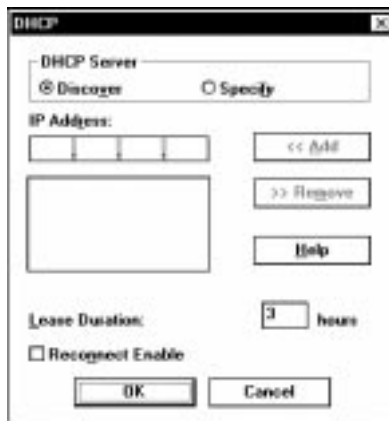 DHCP
DHCP Server
Discover
Specify
IP Address:
<< Add
>> Remove
Help
Lease Duration:
3 hours
Reconnect Enable
OK
Cancel